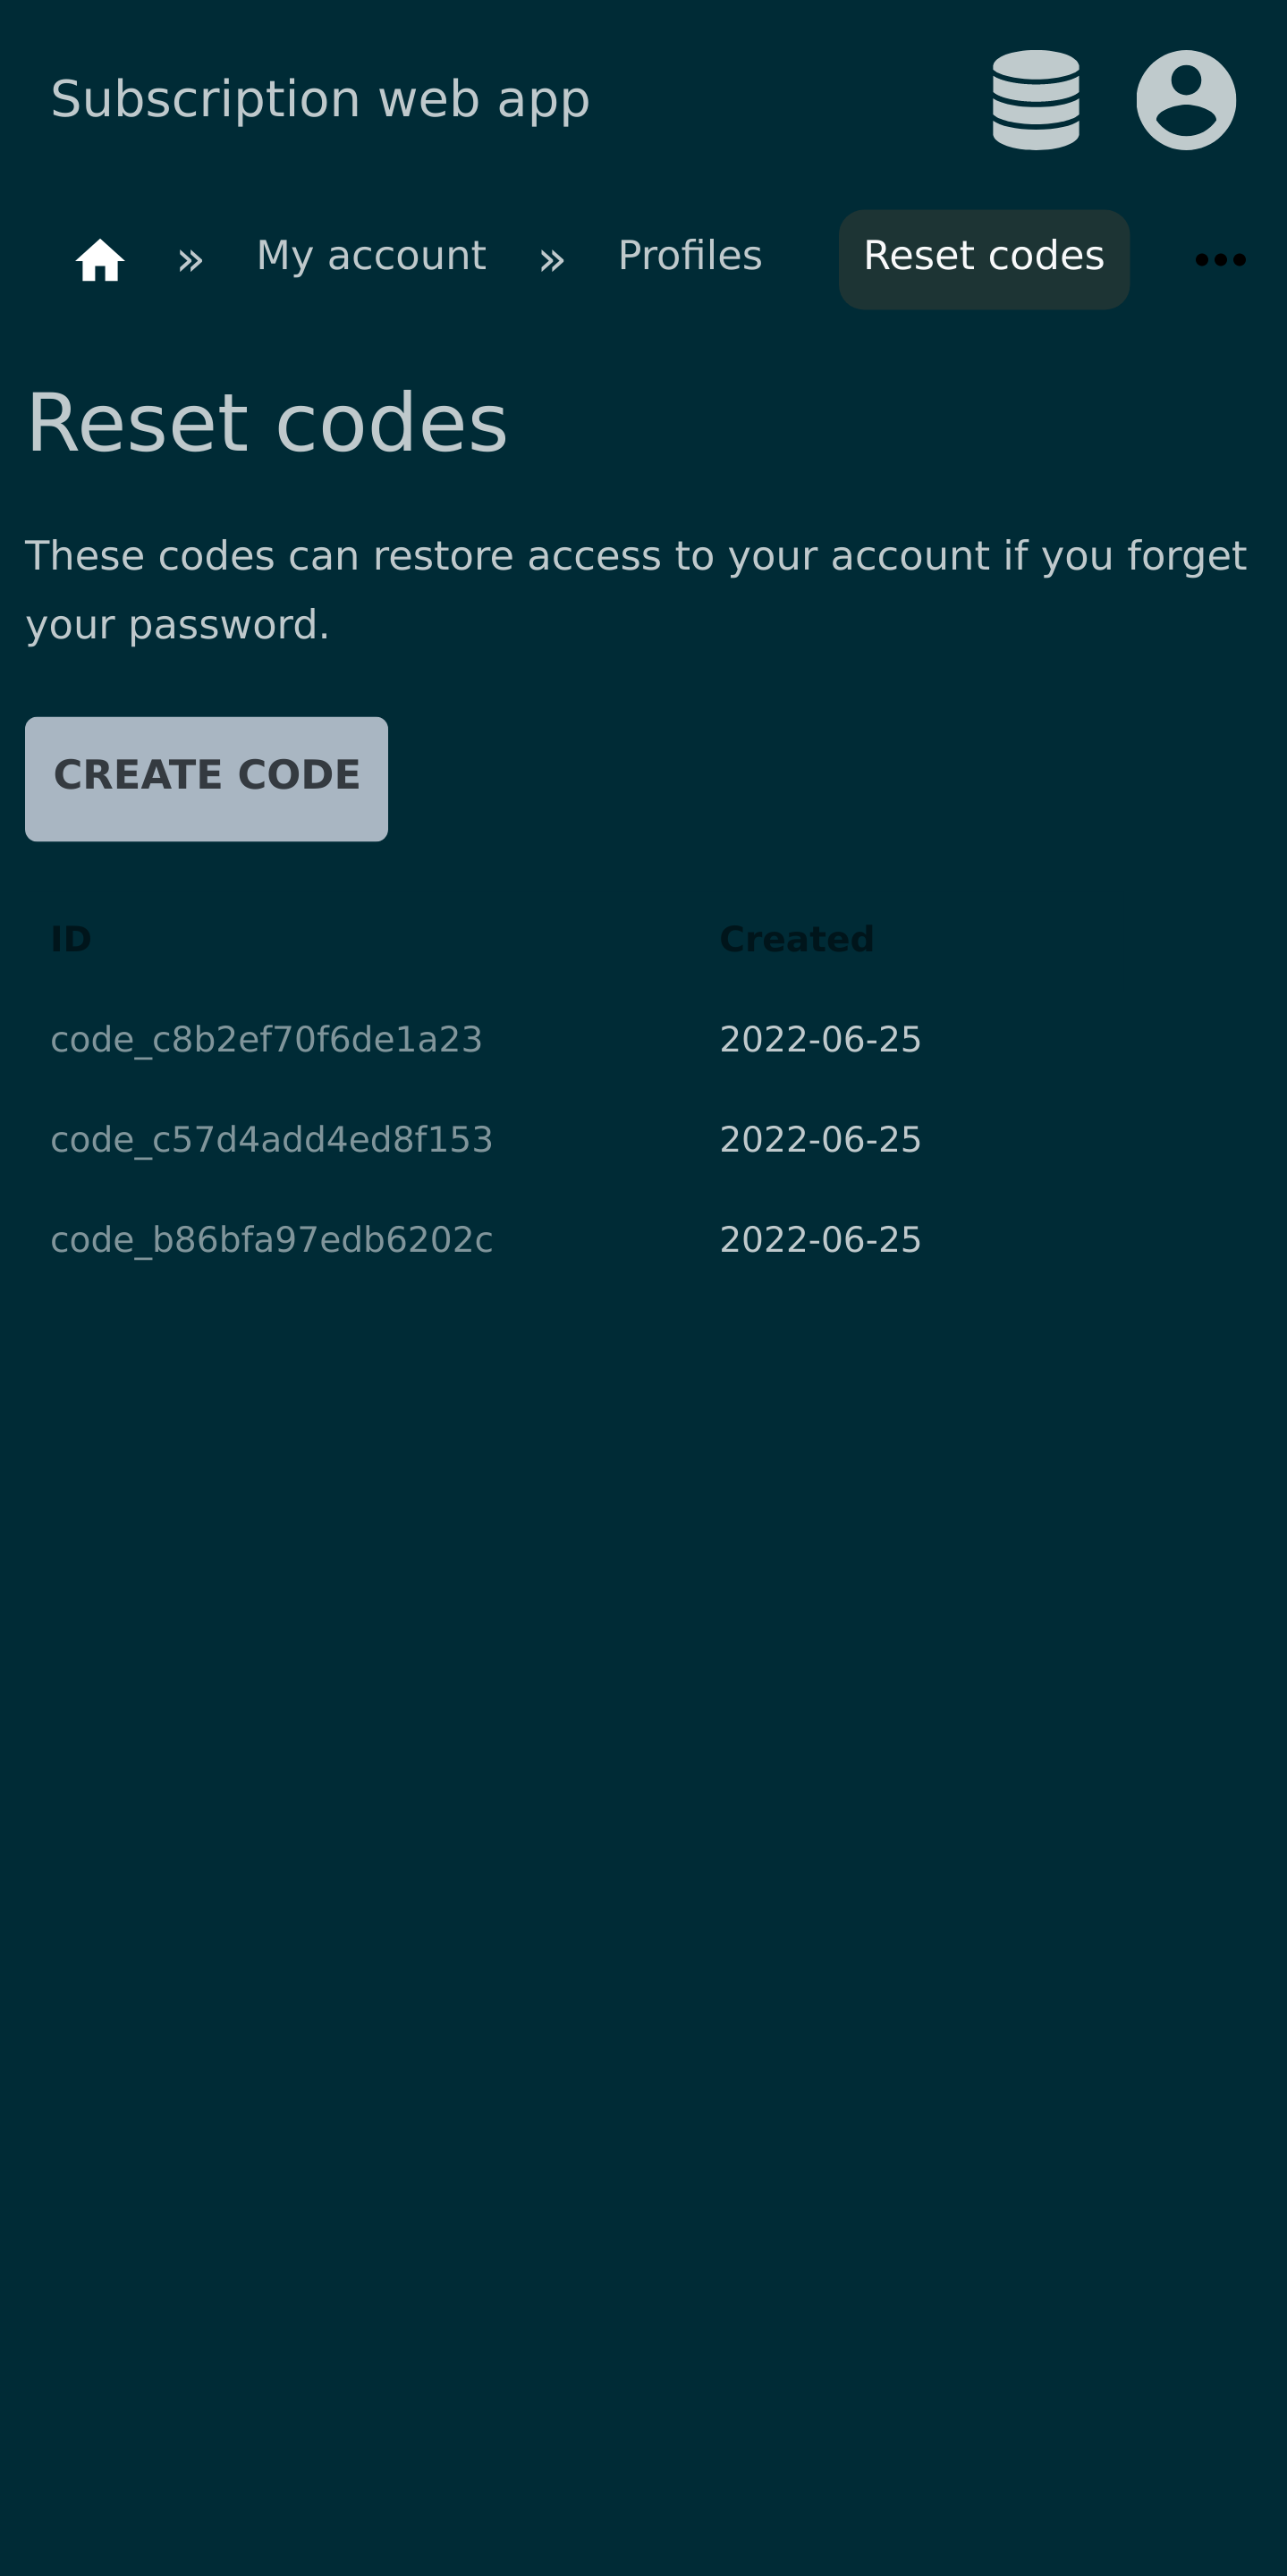 Subscription web app
» My account » Profiles Reset codes
Reset codes
These codes can restore access to your account if you forget
your password.
CREATE CODE
ID Created
code_c8b2ef70f6de1a23 2022-06-25
code_c57d4add4ed8f153 2022-06-25
code_b86bfa97edb6202c 2022-06-25